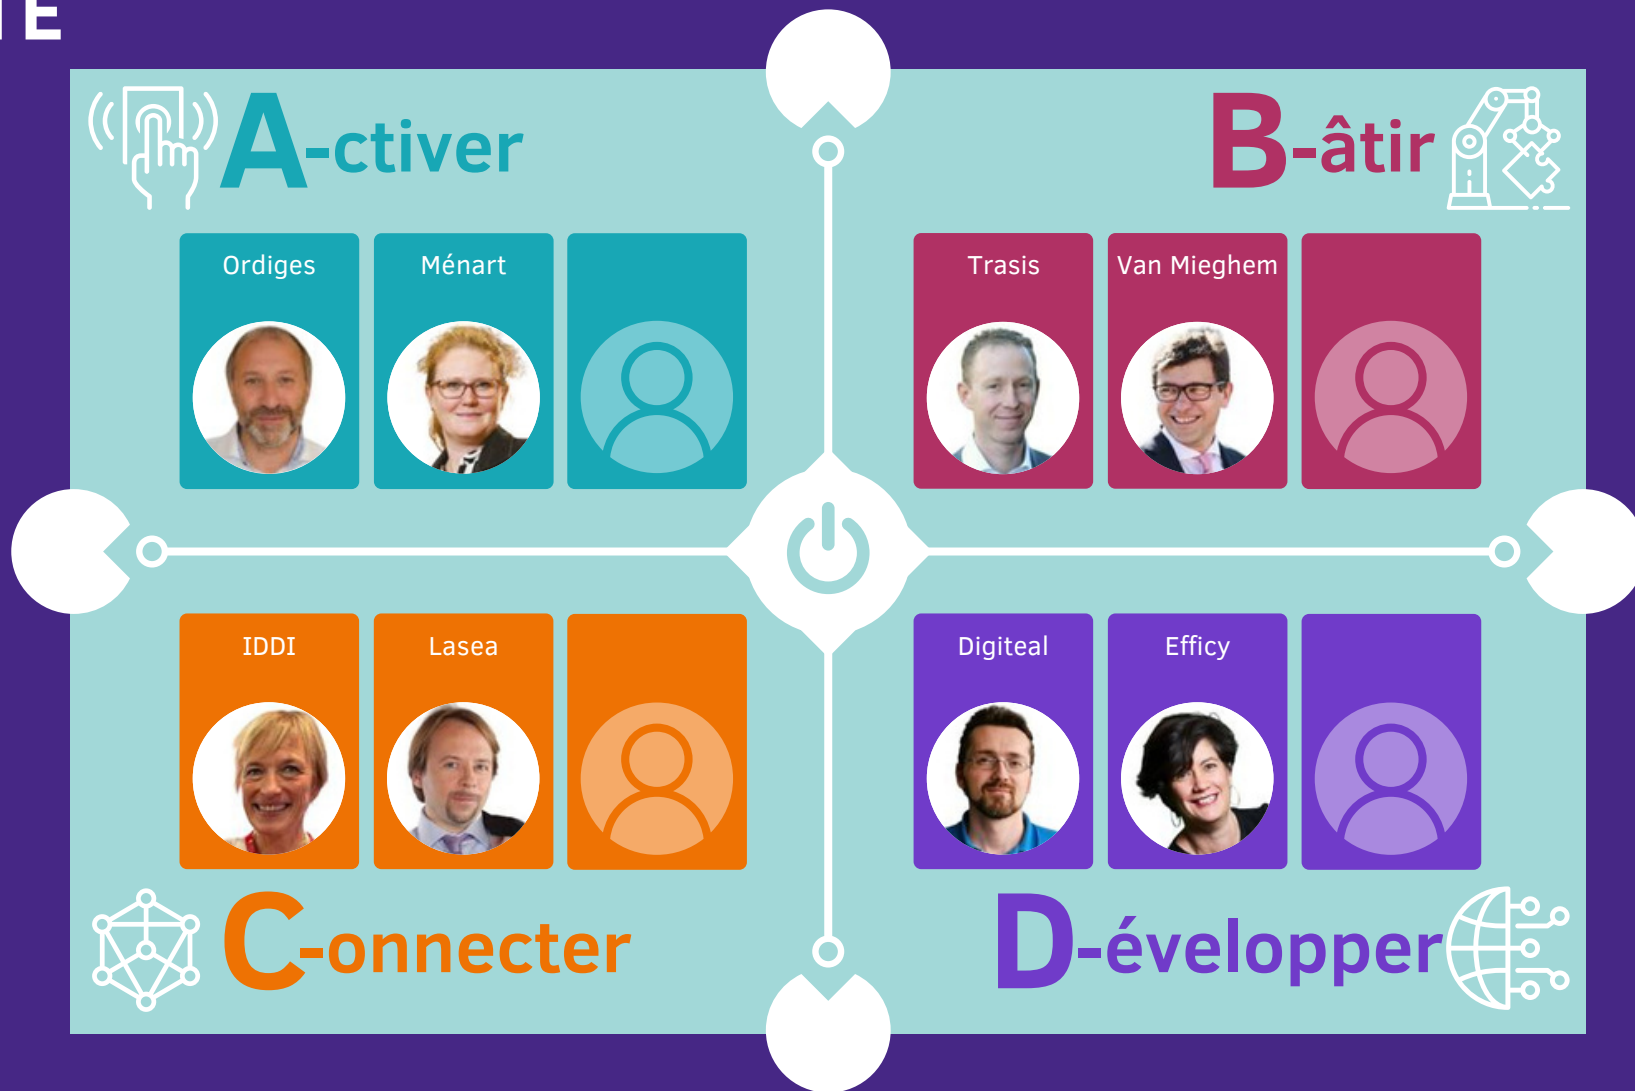 A-ctiver
B-âtir
Ordiges
Ménart
Trasis
Van Mieghem
IDDI
Lasea
Digiteal
Efficy
C-onnecter
D-évelopper